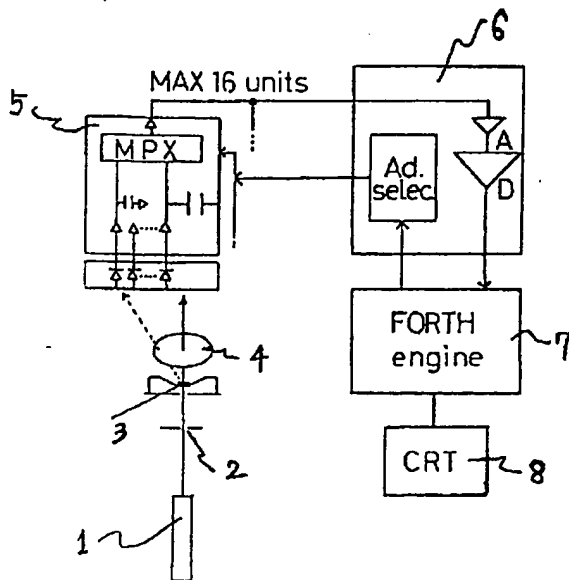 6
MAX 16 units
5
MPX
A
Ad.
selec.
D
FORTH
engine
7
4
3
2
CRT
8
1